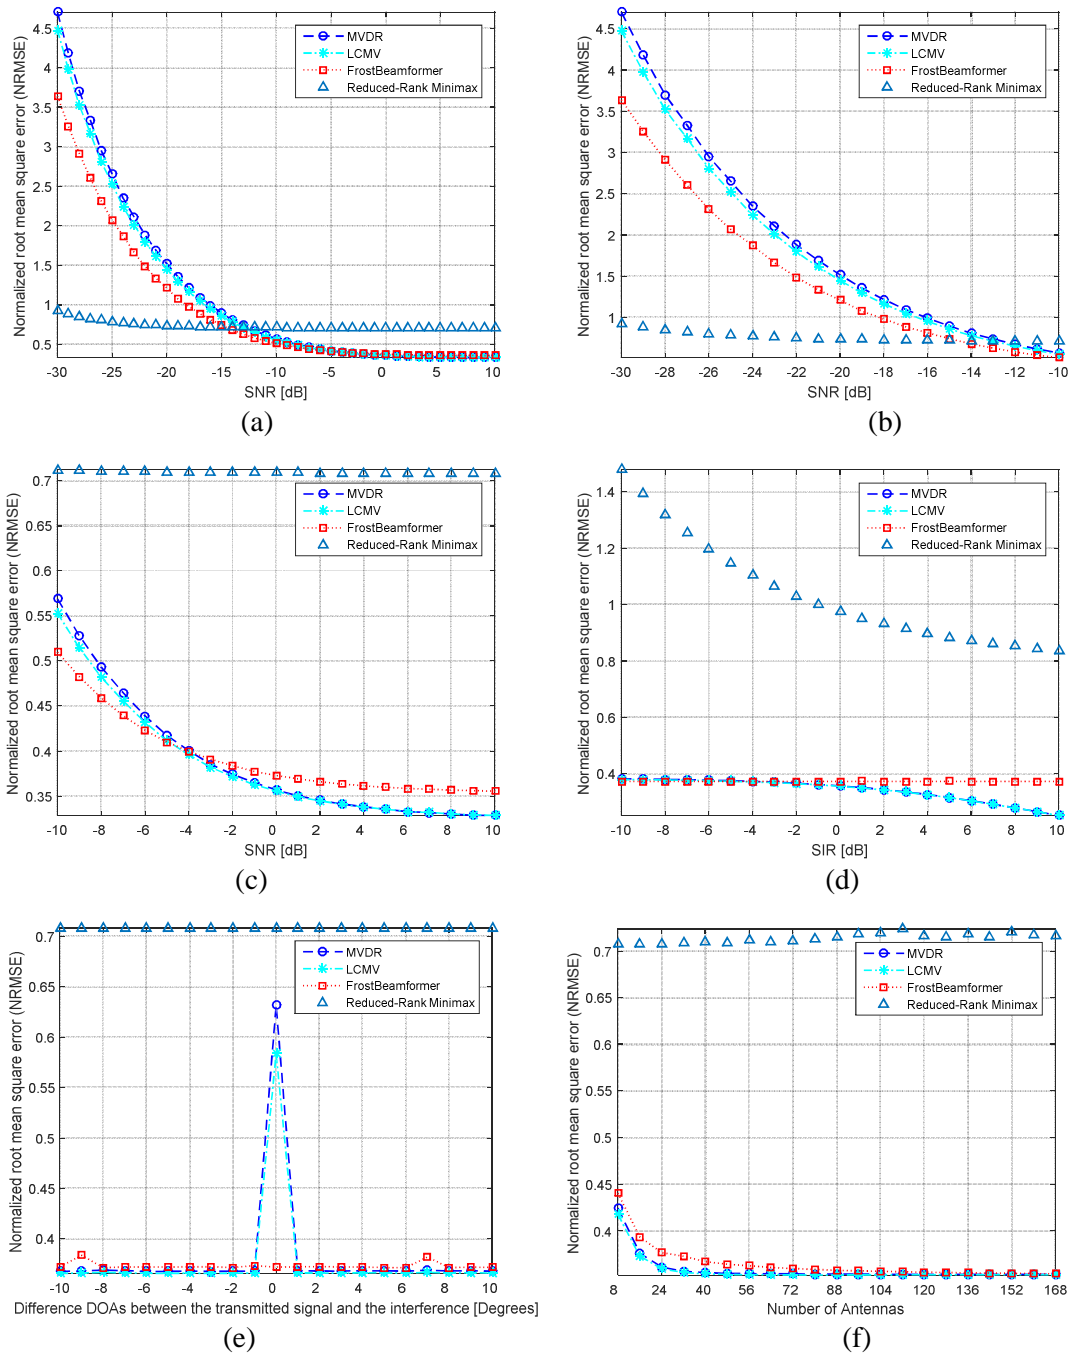 4.5
4
3.5
3
2.5
2
1.5
1
0.5
-30 -25 -20 -15 -10 -5 0 5 10
Normalized root mean square error (NRMSE)
SNR [dB]
MVDR
LCMV
FrostBeamformer
Reduced-Rank Minimax
(a)
4.5
4
3.5
3
2.5
2
1.5
1
-30 -28 -26 -24 -22 -20 -18 -16 -14 -12 -10
Normalized root mean square error (NRMSE)
SNR [dB]
MVDR
LCMV
FrostBeamformer
Reduced-Rank Minimax
(b)
0.7
0.65
0.6
0.55
0.5
0.45
0.4
0.35
-10 -8 -6 -4 -2 0 2 4 6 8 10
Normalized root mean square error (NRMSE)
SNR [dB]
MVDR
LCMV
FrostBeamformer
Reduced-Rank Minimax
(c)
1.4
1.2
1
0.8
0.6
0.4
-10 -8 -6 -4 -2 0 2 4 6 8 10
Normalized root mean square error (NRMSE)
SIR [dB]
MVDR
LCMV
FrostBeamformer
Reduced-Rank Minimax
(d)
0.7
0.65
0.6
0.55
0.5
0.45
0.4
-10 -8 -6 -4 -2 0 2 4 6 8 10
Normalized root mean square error (NRMSE)
Difference DOAs between the transmitted signal and the interference [Degrees]
MVDR
LCMV
FrostBeamformer
Reduced-Rank Minimax
(e)
0.7
0.65
0.6
0.55
0.5
0.45
0.4
8 24 40 56 72 88 104 120 136 152 168
Normalized root mean square error (NRMSE)
Number of Antennas
MVDR
LCMV
FrostBeamformer
Reduced-Rank Minimax
(f)